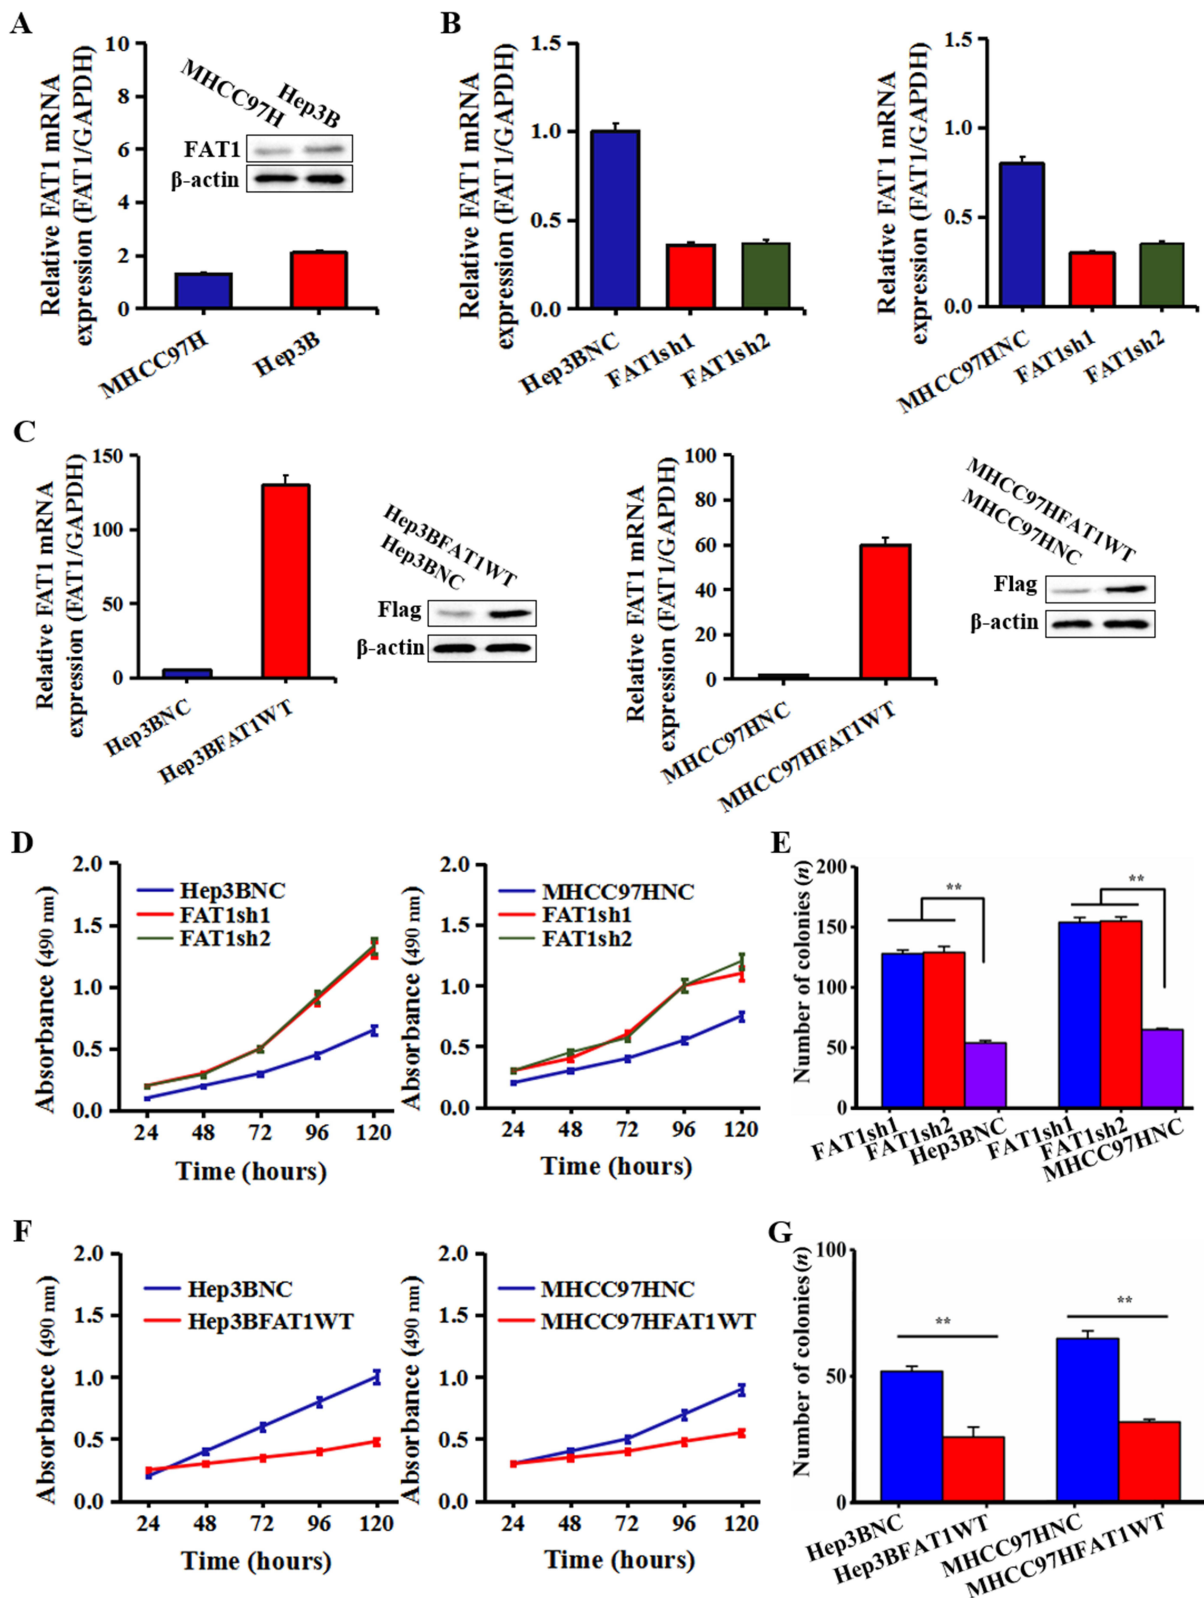 A
Relative FAT1 mRNA
expression (FAT1/GAPDH)
10
8
6
4
2
0
MHCC97H
Hep3B
FAT1
β-actin
MHCC97H
Hep3B
B
Relative FAT1 mRNA
expression (FAT1/GAPDH)
1.5
1.0
0.5
0.0
Hep3BNC
FAT1sh1
FAT1sh2
Relative FAT1 mRNA
expression (FAT1/GAPDH)
1.5
1.0
0.5
0.0
MHCC97HNC
FAT1sh1
FAT1sh2
C
Relative FAT1 mRNA
expression (FAT1/GAPDH)
150
100
50
0
Hep3BNC
Hep3BFAT1WT
Hep3BFAT1WT
Hep3BNC
Flag
β-actin
Relative FAT1 mRNA
expression (FAT1/GAPDH)
100
80
60
40
20
0
MHCC97HNC
MHCC97HFAT1WT
MHCC97HFAT1WT
MHCC97HNC
Flag
β-actin
D
Absorbance (490 nm)
2.0
1.5
1.0
0.5
0.0
Hep3BNC
FAT1sh1
FAT1sh2
24 48 72 96 120
Time (hours)
Absorbance (490 nm)
2.0
1.5
1.0
0.5
0.0
MHCC97HNC
FAT1sh1
FAT1sh2
24 48 72 96 120
Time (hours)
E
Number of colonies (n)
200
150
100
50
0
**
**
FAT1sh1
FAT1sh2
Hep3BNC
FAT1sh1
FAT1sh2
MHCC97HNC
F
Absorbance (490 nm)
2.0
1.5
1.0
0.5
0.0
Hep3BNC
Hep3BFAT1WT
24 48 72 96 120
Time (hours)
Absorbance (490 nm)
2.0
1.5
1.0
0.5
0.0
MHCC97HNC
MHCC97HFAT1WT
24 48 72 96 120
Time (hours)
G
Number of colonies (n)
100
50
0
**
**
Hep3BNC
Hep3BFAT1WT
MHCC97HNC
MHCC97HFAT1WT